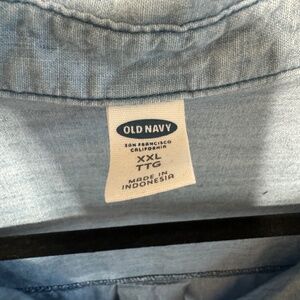 OLD NAVY
SAN FRANCISCO
CALIFORNIA
XXL
TTG
MADE IN
INDONESIA